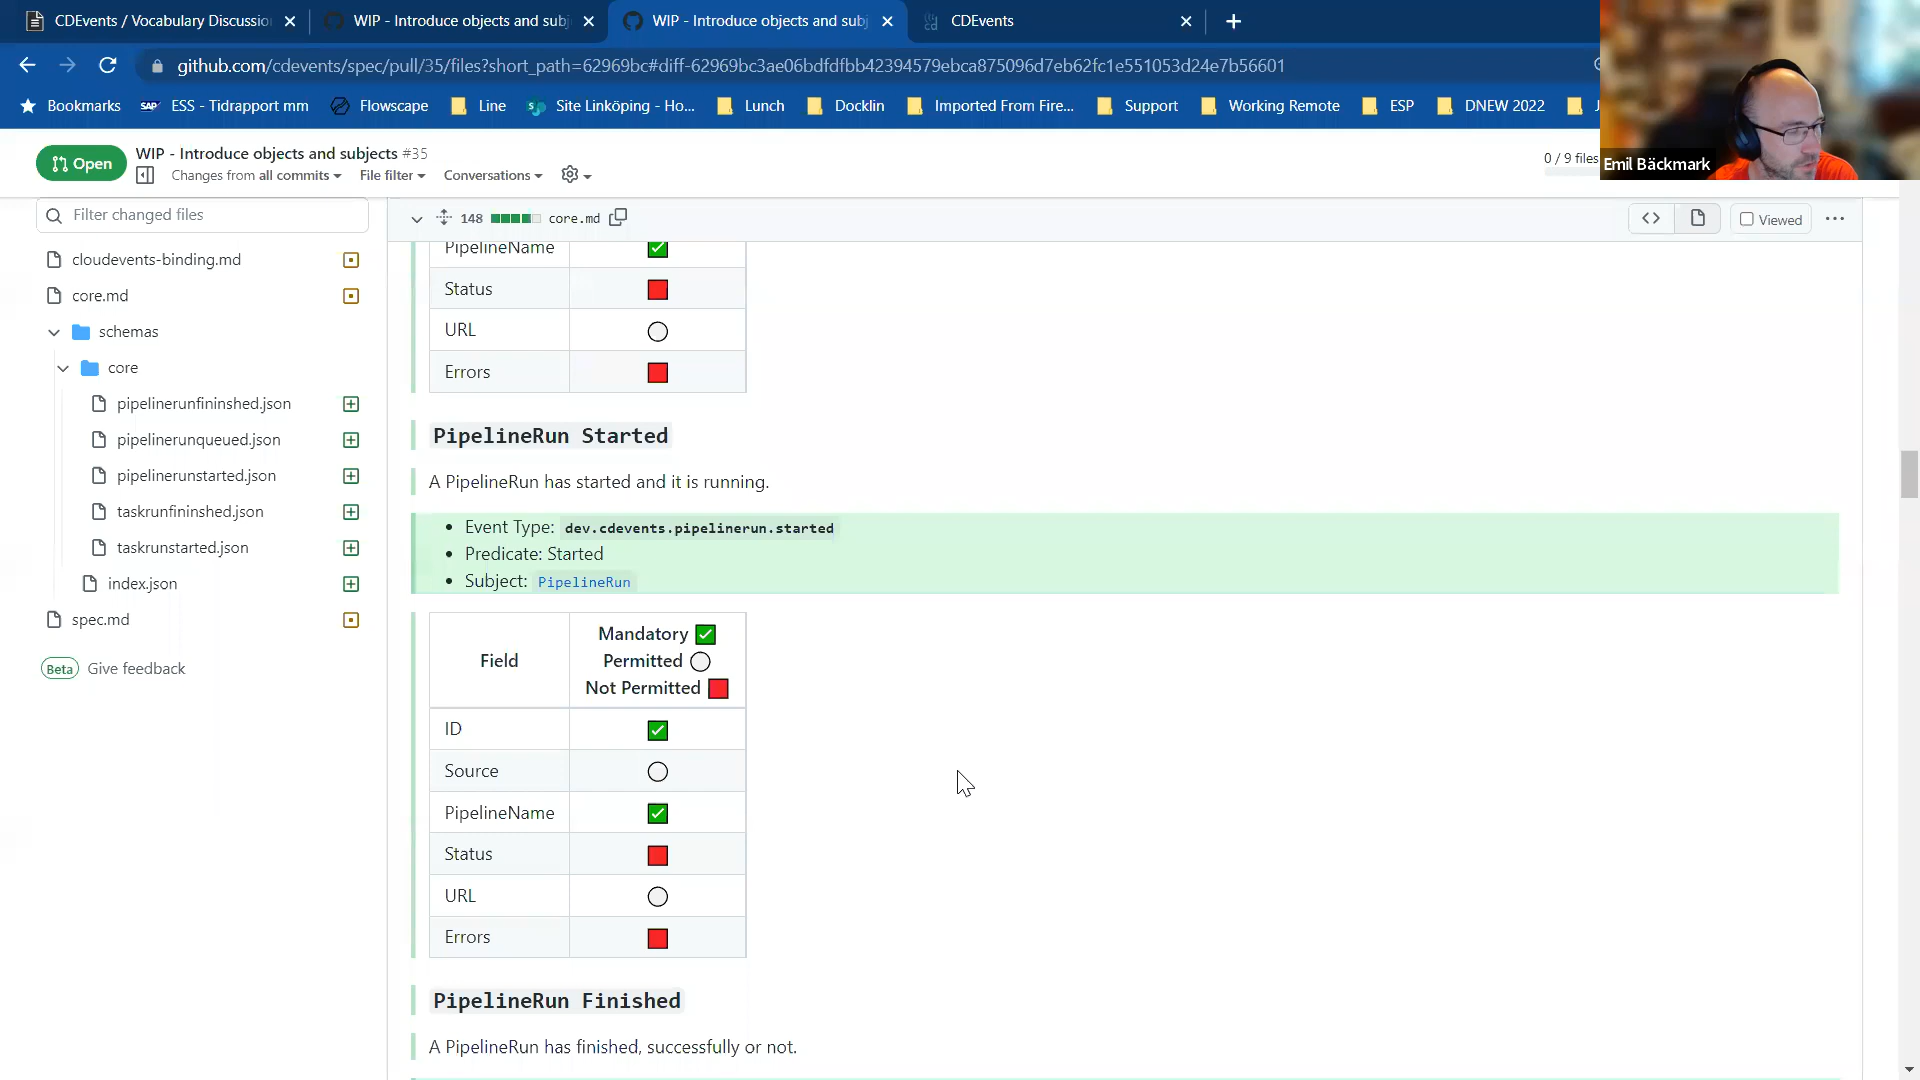 CDEvents / Vocabulary Discussio
WIP - Introduce objects and subj
WIP - Introduce objects and subj
CDEvents
github.com/cdevents/spec/pull/35/files?short_path=62969bc#diff-62969bc3ae06bdfdfbb42394579ebca875096d7eb62fc1e551053d24e7b56601
Bookmarks
SAP ESS - Tidrapport mm
Flowscape
Line
Site Linköping - Ho...
Lunch
Docklin
Imported From Fire...
Support
Working Remote
ESP
DNEW 2022
Emil Bäckmark
Open
WIP - Introduce objects and subjects #35
Changes from all commits
File filter
Conversations
0 / 9 files
Filter changed files
148 core.md
Viewed
cloudevents-binding.md
core.md
schemas
core
pipelinerunfininshed.json
pipelinerunqueued.json
pipelinerunstarted.json
taskrunfininshed.json
taskrunstarted.json
index.json
spec.md
Beta Give feedback
PipelineName
Status
URL
Errors
PipelineRun Started
A PipelineRun has started and it is running.
Event Type: dev.cdevents.pipelinerun.started
Predicate: Started
Subject: PipelineRun
Field
Mandatory
Permitted
Not Permitted
ID
Source
PipelineName
Status
URL
Errors
PipelineRun Finished
A PipelineRun has finished, successfully or not.